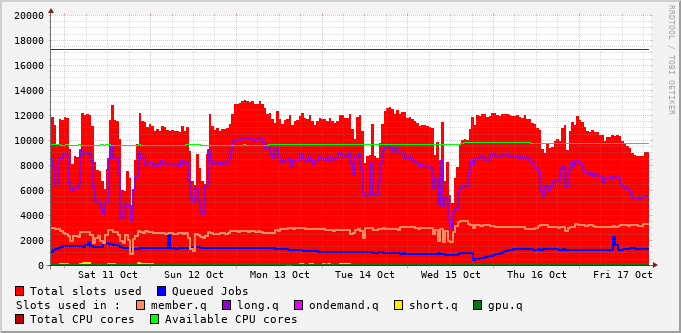 20000
18000
16000
14000
12000
10000
8000
6000
4000
2000
0
Sat 11 Oct Sun 12 Oct Mon 13 Oct Tue 14 Oct Wed 15 Oct Thu 16 Oct Fri 17 Oct
RRDTOOL / TOBI OETIKER
Total slots used Queued Jobs
Slots used in : member.q long.q ondemand.q short.q gpu.q
Total CPU cores Available CPU cores